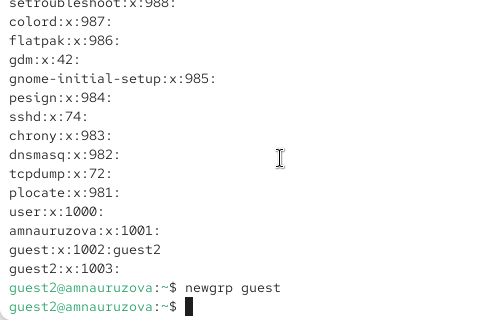 setroubleshoot:x:988:
colord:x:987:
flatpak:x:986:
gdm:x:42:
gnome-initial-setup:x:985:
pesign:x:984:
sshd:x:74:
chrony:x:983:
dnsmasq:x:982:
tcpdump:x:72:
plocate:x:981:
user:x:1000:
amnauruzova:x:1001:
guest:x:1002:guest2
guest2:x:1003:
guest2@amnauruzova:~$ newgrp guest
guest2@amnauruzova:~$